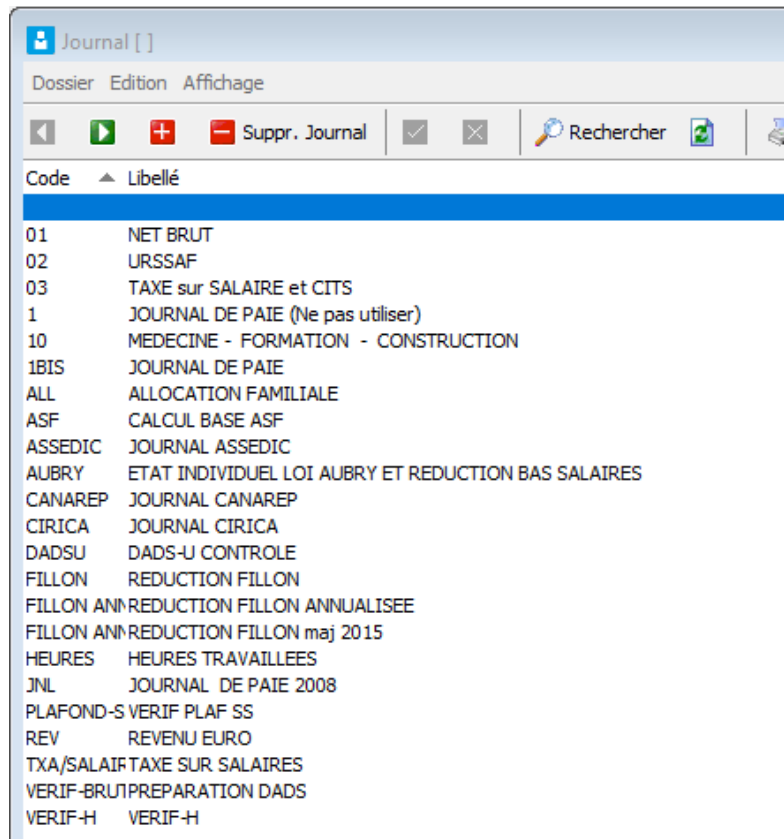 Journal [ ]
Dossier Edition Affichage
Suppr. Journal Rechercher
Code Libellé
01 NET BRUT
02 URSSAF
03 TAXE sur SALAIRE et CITS
1 JOURNAL DE PAIE (Ne pas utiliser)
10 MEDECINE - FORMATION - CONSTRUCTION
1BIS JOURNAL DE PAIE
ALL ALLOCATION FAMILIALE
ASF CALCUL BASE ASF
ASSEDIC JOURNAL ASSEDIC
AUBRY ETAT INDIVIDUEL LOI AUBRY ET REDUCTION BAS SALAIRES
CANAREP JOURNAL CANAREP
CIRICA JOURNAL CIRICA
DADSU DADS-U CONTROLE
FILLON REDUCTION FILLON
FILLON ANN REDUCTION FILLON ANNUALISEE
FILLON ANN REDUCTION FILLON maj 2015
HEURES HEURES TRAVAILLEES
JNL JOURNAL DE PAIE 2008
PLAFOND-S VERIF PLAF SS
REV REVENU EURO
TXA/SALAIR TAXE SUR SALAIRES
VERIF-BRUT PREPARATION DADS
VERIF-H VERIF-H